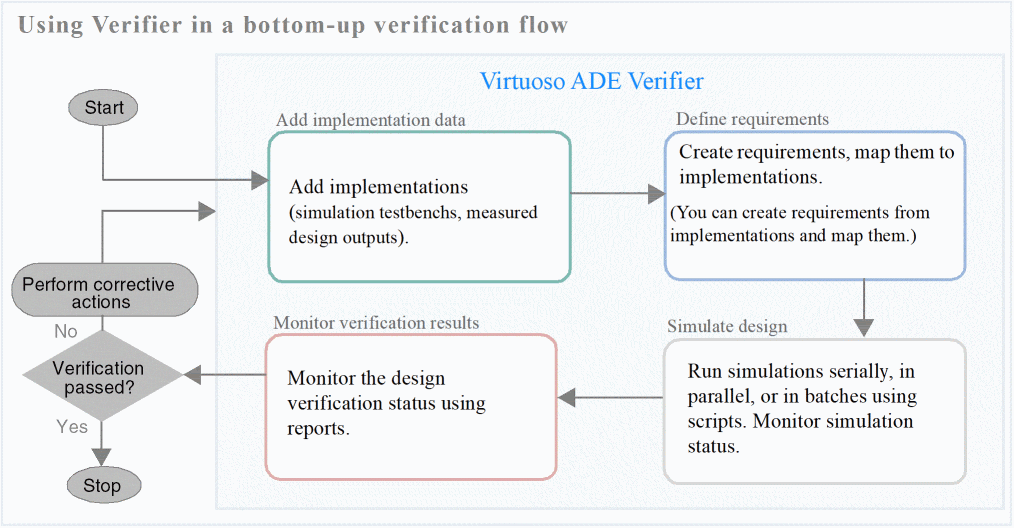 Using Verifier in a bottom-up verification flow
Virtuoso ADE Verifier
Start
Add implementation data
Add implementations
(simulation testbenchs, measured
design outputs).
Define requirements
Create requirements, map them to
implementations.
(You can create requirements from
implementations and map them.)
Simulate design
Run simulations serially, in
parallel, or in batches using
scripts. Monitor simulation
status.
Monitor verification results
Monitor the design
verification status using
reports.
Verification
passed?
No
Perform corrective
actions
Yes
Stop